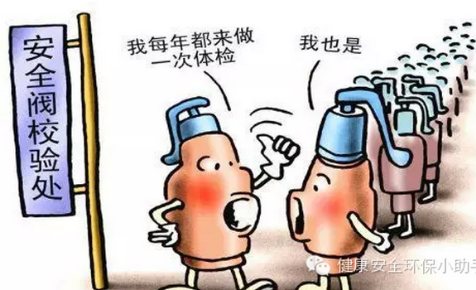 安全阀校验处
我每年都来做
一次体检
我也是
健康安全环保小助手